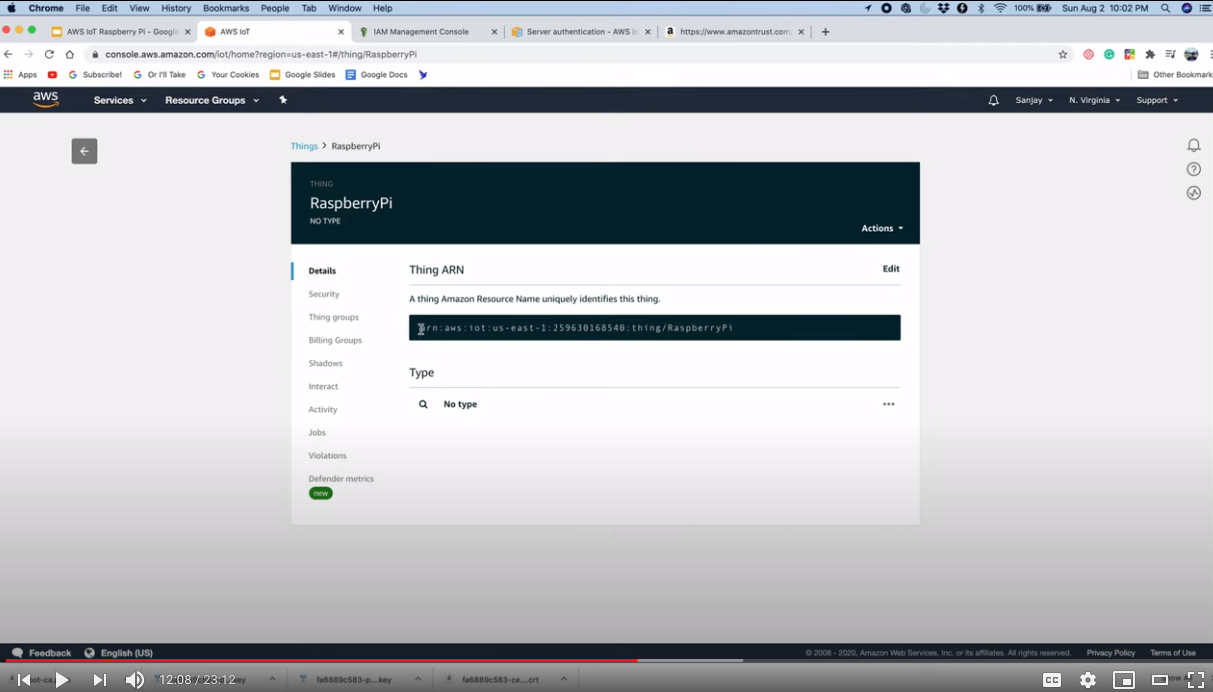 Chrome File Edit View History Bookmarks People Tab Window Help 100% Sun Aug 2 10:02 PM
AWS IoT Raspberry Pi - Google AWS IoT IAM Management Console Server authentication - AWS Io https://www.amazontrust.com
console.aws.amazon.com/iot/home?region=us-east-1#/thing/RaspberryPi
Apps Subscribe! Or I'll Take Your Cookies Google Slides Google Docs Other Bookmark
aws Services Resource Groups Sanjay N. Virginia Support
Things > RaspberryPi
THING
RaspberryPi
NO TYPE
Actions
Details
Security
Thing groups
Billing Groups
Shadows
Interact
Activity
Jobs
Violations
Defender metrics
new
Thing ARN Edit
A thing Amazon Resource Name uniquely identifies this thing.
arn:aws:iot:us-east-1:259630168540:thing/RaspberryPi
Type
No type
Feedback English (US) © 2008 - 2020, Amazon Web Services, Inc. or its affiliates. All rights reserved. Privacy Policy Terms of Use
12:08 / 23:12 fa6889c583-p....key fa6889c583-ce....crt CC